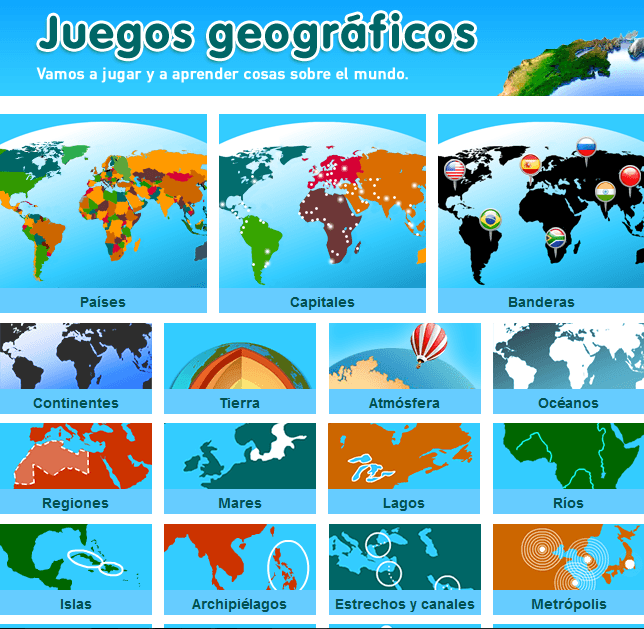 Juegos geográficos
Vamos a jugar y a aprender cosas sobre el mundo.
Países
Capitales
Banderas
Continentes
Tierra
Atmósfera
Océanos
Regiones
Mares
Lagos
Ríos
Islas
Archipiélagos
Estrechos y canales
Metrópolis